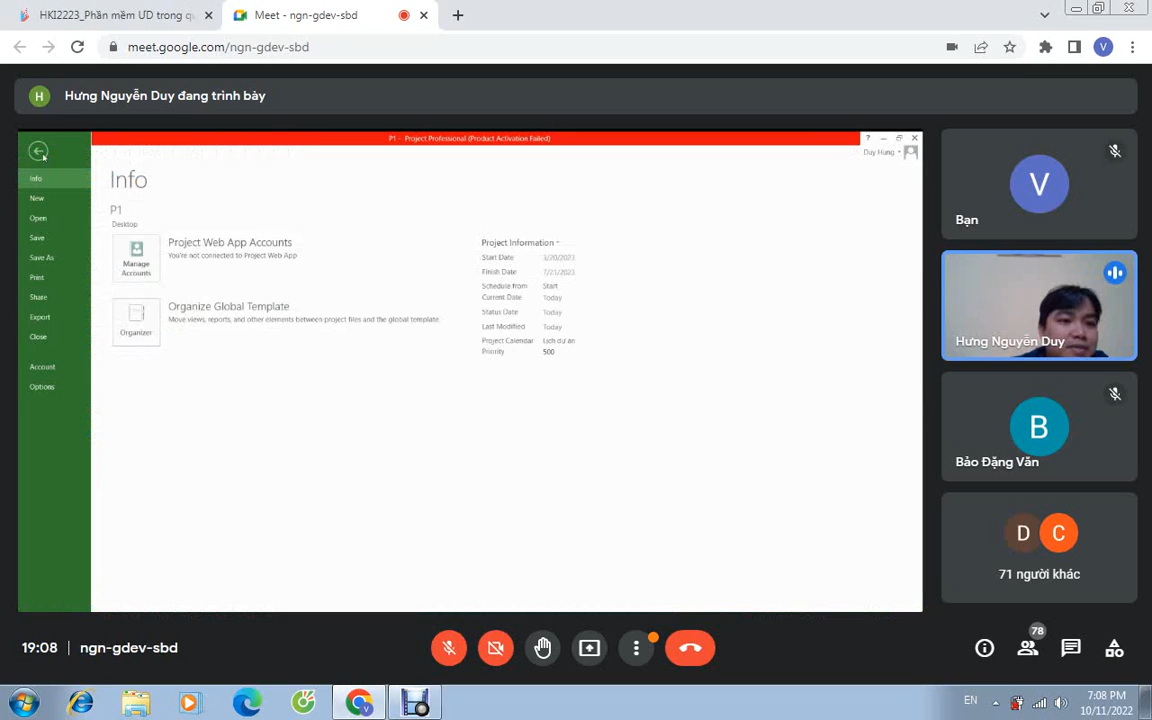 HKI2223_Phần mềm ƯD trong qu
Meet - ngn-gdev-sbd
meet.google.com/ngn-gdev-sbd
V
H
Hưng Nguyễn Duy đang trình bày
P1 - Project Professional (Product Activation Failed)
?
Duy Hung
Info
New
Open
Save
Save As
Print
Share
Export
Close
Account
Options
Info
P1
Desktop
Manage
Accounts
Project Web App Accounts
You're not connected to Project Web App
Organizer
Organize Global Template
Move views, reports, and other elements between project files and the global template.
Project Information
Start Date 3/20/2023
Finish Date 7/21/2023
Schedule from Start
Current Date Today
Status Date Today
Last Modified Today
Project Calendar Lich dự án
Priority 500
V
Bạn
Hưng Nguyễn Duy
B
Bảo Đặng Văn
D C
71 người khác
19:08 | ngn-gdev-sbd
78
V
EN
7:08 PM
10/11/2022